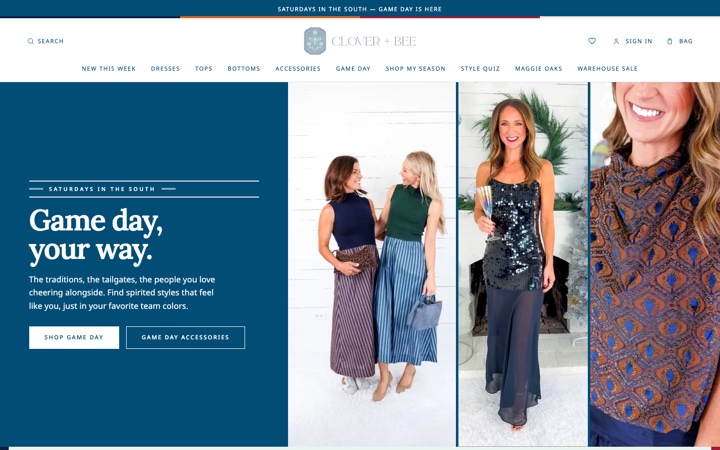 SATURDAYS IN THE SOUTH — GAME DAY IS HERE
SEARCH
CLOVER + BEE
SIGN IN
BAG
NEW THIS WEEK
DRESSES
TOPS
BOTTOMS
ACCESSORIES
GAME DAY
SHOP MY SEASON
STYLE QUIZ
MAGGIE OAKS
WAREHOUSE SALE
SATURDAYS IN THE SOUTH
Game day,
your way.
The traditions, the tailgates, the people you love
cheering alongside. Find spirited styles that feel
like you, just in your favorite team colors.
SHOP GAME DAY
GAME DAY ACCESSORIES